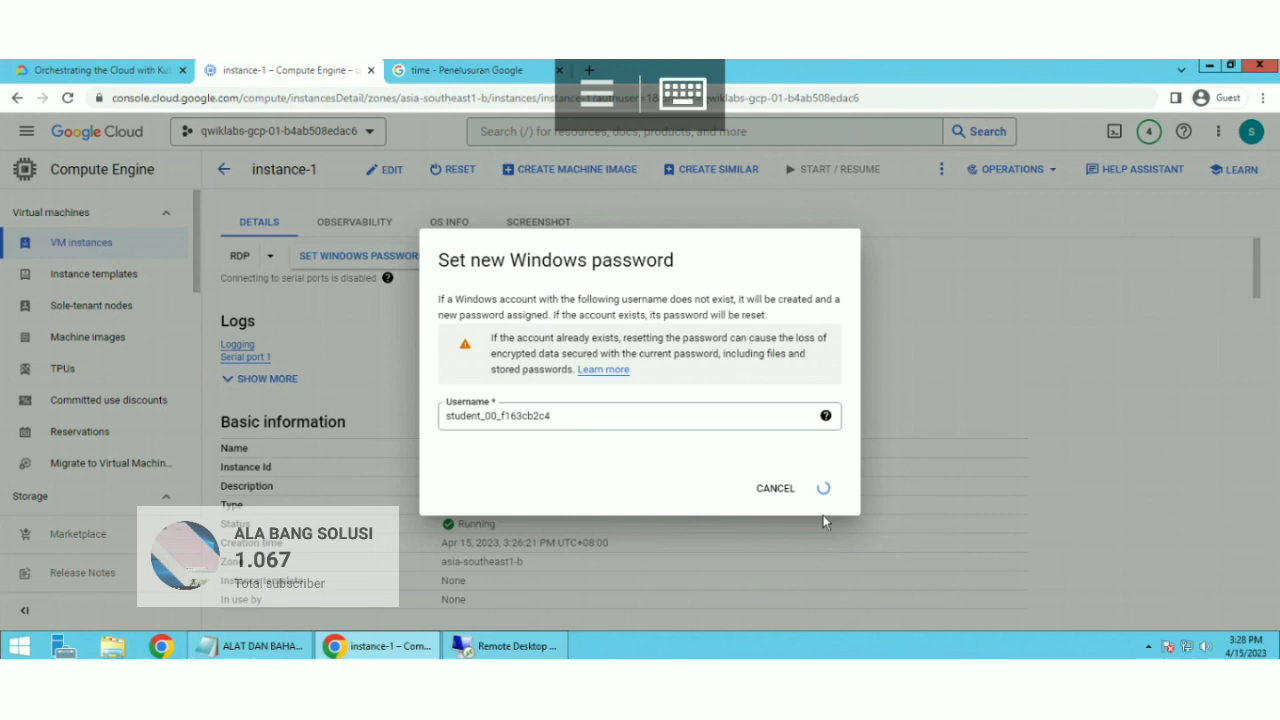 Orchestrating the Cloud with Ku
instance-1 – Compute Engine –
time - Penelusuran Google
console.cloud.google.com/compute/instancesDetail/zones/asia-southeast1-b/instances/
qwiklabs-gcp-01-b4ab508edac6
Guest
Google Cloud
qwiklabs-gcp-01-b4ab508edac6
Search (/) for resources, docs, products, and more
Search
4
S
Compute Engine
instance-1
EDIT
RESET
CREATE MACHINE IMAGE
CREATE SIMILAR
START / RESUME
OPERATIONS
HELP ASSISTANT
LEARN
Virtual machines
VM instances
Instance templates
Sole-tenant nodes
Machine images
TPUs
Committed use discounts
Reservations
Migrate to Virtual Machin...
Storage
Marketplace
Release Notes
DETAILS
OBSERVABILITY
OS INFO
SCREENSHOT
RDP
SET WINDOWS PASSWOR
Connecting to serial ports is disabled
Logs
Logging
Serial port 1
SHOW MORE
Basic information
Name
Instance Id
Description
Type
Status
Running
Creation time
Apr 15, 2023, 3:26:21 PM UTC+08:00
Zone
asia-southeast1-b
Instance template
None
In use by
None
Set new Windows password
If a Windows account with the following username does not exist, it will be created and a
new password assigned. If the account exists, its password will be reset.
If the account already exists, resetting the password can cause the loss of
encrypted data secured with the current password, including files and
stored passwords. Learn more
Username *
student_00_f163cb2c4
CANCEL
ALA BANG SOLUSI
1.067
Total subscriber
ALAT DAN BAHA...
instance-1 – Com...
Remote Desktop ...
3:28 PM
4/15/2023